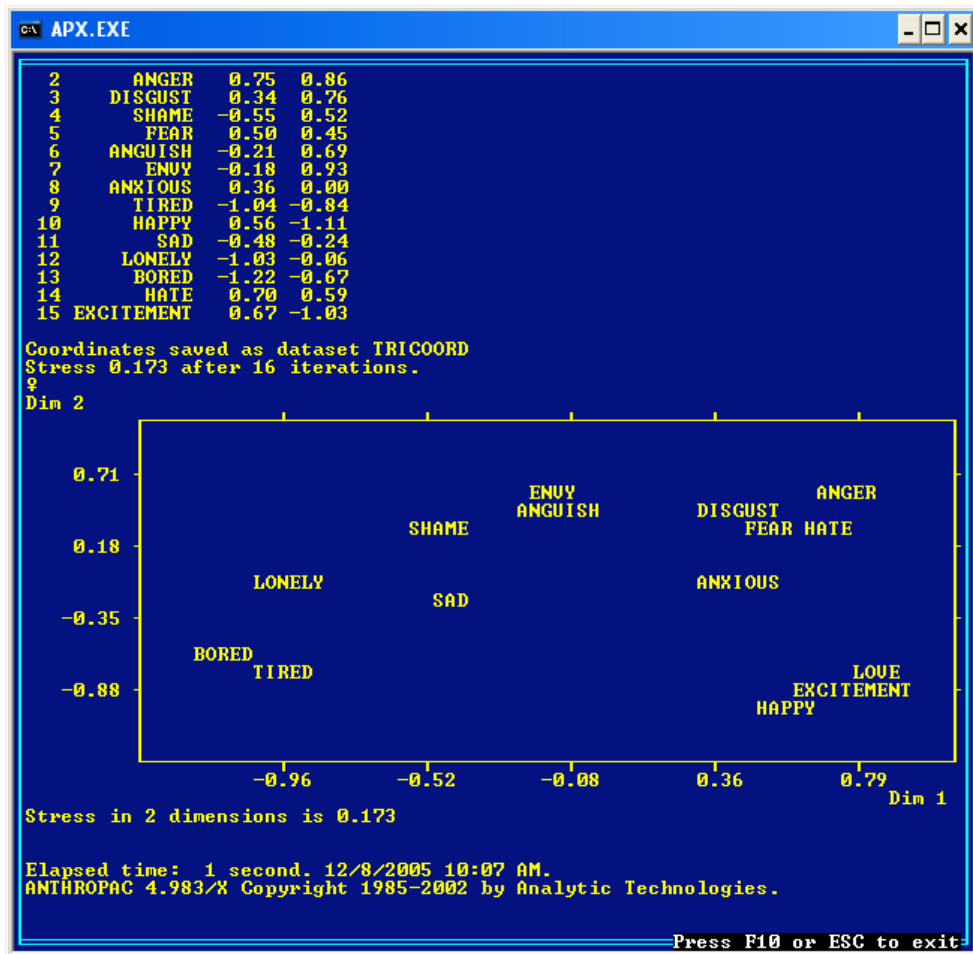 APX.EXE
2 ANGER 0.75 0.86
3 DISGUST 0.34 0.76
4 SHAME -0.55 0.52
5 FEAR 0.50 0.45
6 ANGUISH -0.21 0.69
7 ENVY -0.18 0.93
8 ANXIOUS 0.36 0.00
9 TIRED -1.04 -0.84
10 HAPPY 0.56 -1.11
11 SAD -0.48 -0.24
12 LONELY -1.03 -0.06
13 BORED -1.22 -0.67
14 HATE 0.70 0.59
15 EXCITEMENT 0.67 -1.03
Coordinates saved as dataset TRICOORD
Stress 0.173 after 16 iterations.
♀
Dim 2
0.71
ENVY ANGER
ANGUISH DISGUST
SHAME FEAR HATE
0.18
LONELY ANXIOUS
SAD
-0.35
BORED
TIRED LOVE
-0.88 EXCITEMENT
HAPPY
-0.96 -0.52 -0.08 0.36 0.79
Dim 1
Stress in 2 dimensions is 0.173
Elapsed time: 1 second. 12/8/2005 10:07 AM.
ANTHROPAC 4.983/X Copyright 1985-2002 by Analytic Technologies.
Press F10 or ESC to exit